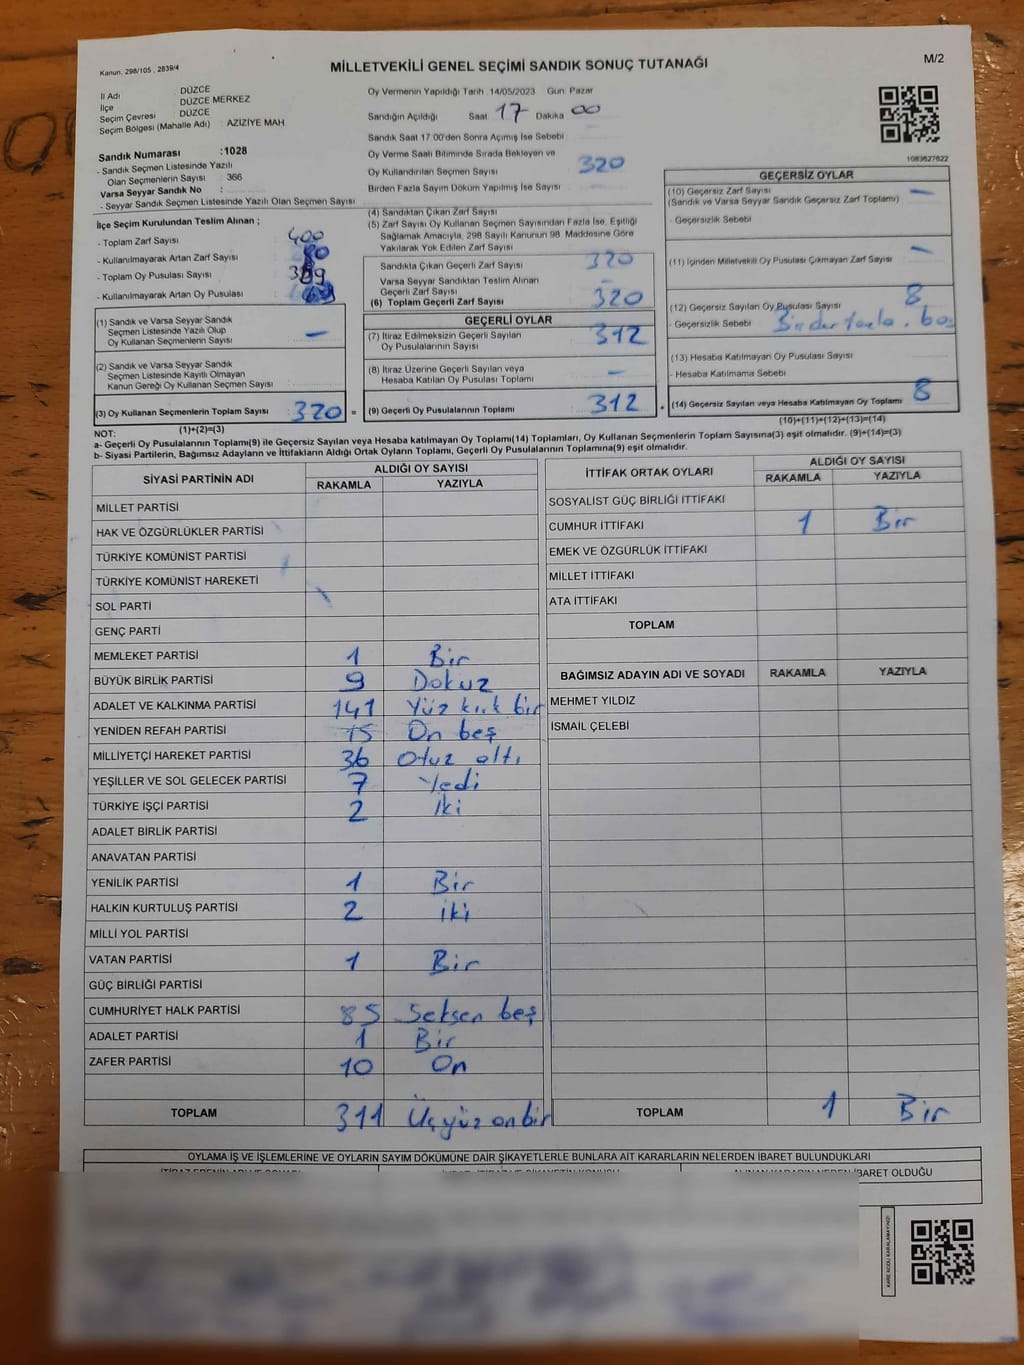 Kanun, 298/105 , 2839/4
MİLLETVEKİLİ GENEL SEÇİMİ SANDIK SONUÇ TUTANAĞI
M/2
İl Adı DÜZCE
İlçe DÜZCE MERKEZ
Seçim Çevresi DÜZCE
Seçim Bölgesi (Mahalle Adı) : AZİZİYE MAH.
Sandık Numarası :1028
- Sandık Seçmen Listesinde Yazılı
Olan Seçmenlerin Sayısı : 366
Varsa Seyyar Sandık No :
- Seyyar Sandık Seçmen Listesinde Yazılı Olan Seçmen Sayısı
Oy Vermenin Yapıldığı Tarih 14/05/2023 Gün Pazar
Sandığın Açıldığı Saat 17 Dakika 00
Sandık Saat 17:00'den Sonra Açılmış İse Sebebi
Oy Verme Saati Bitiminde Sırada Bekleyen ve
Oy Kullandırılan Seçmen Sayısı 320
Birden Fazla Sayım Döküm Yapılmış İse Sayısı
1083627622
İlçe Seçim Kurulundan Teslim Alınan ;
- Toplam Zarf Sayısı 400
- Kullanılmayarak Artan Zarf Sayısı
- Toplam Oy Pusulası Sayısı
- Kullanılmayarak Artan Oy Pusulası
(1) Sandık ve Varsa Seyyar Sandık
Seçmen Listesinde Yazılı Olup
Oy Kullanan Seçmenlerin Sayısı –
(2) Sandık ve Varsa Seyyar Sandık
Seçmen Listesinde Kayıtlı Olmayan
Kanun Gereği Oy Kullanan Seçmen Sayısı
(3) Oy Kullanan Seçmenlerin Toplam Sayısı 320 =
(1)+(2)=(3)
(4) Sandıktan Çıkan Zarf Sayısı
(5) Zarf Sayısı Oy Kullanan Seçmen Sayısından Fazla İse, Eşitliği
Sağlamak Amacıyla, 298 Sayılı Kanunun 98. Maddesine Göre
Yakılarak Yok Edilen Zarf Sayısı
Sandıkta Çıkan Geçerli Zarf Sayısı 320
Varsa Seyyar Sandıktan Teslim Alınan
Geçerli Zarf Sayısı –
(6) Toplam Geçerli Zarf Sayısı 320
GEÇERLİ OYLAR
(7) İtiraz Edilmeksizin Geçerli Sayılan
Oy Pusulalarının Sayısı 312
(8) İtiraz Üzerine Geçerli Sayılan veya
Hesaba Katılan Oy Pusulası Toplamı –
(9) Geçerli Oy Pusulalarının Toplamı 312 +
GEÇERSİZ OYLAR
(10) Geçersiz Zarf Sayısı –
(Sandık ve Varsa Seyyar Sandık Geçersiz Zarf Toplamı)
- Geçersizlik Sebebi
(11) İçinden Milletvekili Oy Pusulası Çıkmayan Zarf Sayısı –
(12) Geçersiz Sayılan Oy Pusulası Sayısı 8
- Geçersizlik Sebebi Birden fazla, boş
(13) Hesaba Katılmayan Oy Pusulası Sayısı
- Hesaba Katılmama Sebebi
(14) Geçersiz Sayılan veya Hesaba Katılmayan Oy Toplamı 8
(10)+(11)+(12)+(13)=(14)
NOT:
a- Geçerli Oy Pusulalarının Toplamı(9) ile Geçersiz Sayılan veya Hesaba katılmayan Oy Toplamı(14) Toplamları, Oy Kullanan Seçmenlerin Toplam Sayısına(3) eşit olmalıdır. (9)+(14)=(3)
b- Siyasi Partilerin, Bağımsız Adayların ve İttifakların Aldığı Ortak Oyların Toplamı, Geçerli Oy Pusulalarının Toplamına(9) eşit olmalıdır.
SİYASİ PARTİNİN ADI ALDIĞI OY SAYISI
RAKAMLA YAZIYLA
MİLLET PARTİSİ
HAK VE ÖZGÜRLÜKLER PARTİSİ
TÜRKİYE KOMÜNİST PARTİSİ
TÜRKİYE KOMÜNİST HAREKETİ
SOL PARTİ
GENÇ PARTİ
MEMLEKET PARTİSİ 1 Bir
BÜYÜK BİRLİK PARTİSİ 9 Dokuz
ADALET VE KALKINMA PARTİSİ 141 Yüz kırk bir
YENİDEN REFAH PARTİSİ 15 On beş
MİLLİYETÇİ HAREKET PARTİSİ 36 Otuz altı
YEŞİLLER VE SOL GELECEK PARTİSİ 7 Yedi
TÜRKİYE İŞÇİ PARTİSİ 2 İki
ADALET BİRLİK PARTİSİ
ANAVATAN PARTİSİ
YENİLİK PARTİSİ 1 Bir
HALKIN KURTULUŞ PARTİSİ 2 iki
MİLLİ YOL PARTİSİ
VATAN PARTİSİ 1 Bir
GÜÇ BİRLİĞİ PARTİSİ
CUMHURİYET HALK PARTİSİ 85 Seksen beş
ADALET PARTİSİ 1 Bir
ZAFER PARTİSİ 10 On
TOPLAM 311 Üçyüz on bir
İTTİFAK ORTAK OYLARI ALDIĞI OY SAYISI
RAKAMLA YAZIYLA
SOSYALİST GÜÇ BİRLİĞİ İTTİFAKI
CUMHUR İTTİFAKI 1 Bir
EMEK VE ÖZGÜRLÜK İTTİFAKI
MİLLET İTTİFAKI
ATA İTTİFAKI
TOPLAM
BAĞIMSIZ ADAYIN ADI VE SOYADI RAKAMLA YAZIYLA
MEHMET YILDIZ
İSMAİL ÇELEBİ
TOPLAM 1 Bir
OYLAMA İŞ VE İŞLEMLERİNE VE OYLARIN SAYIM DÖKÜMÜNE DAİR ŞİKAYETLERLE BUNLARA AİT KARARLARIN NELERDEN İBARET BULUNDUKLARI
ALINAN KARARIN NEDEN İBARET OLDUĞU
KARE KODU KARALAMAYINIZ!